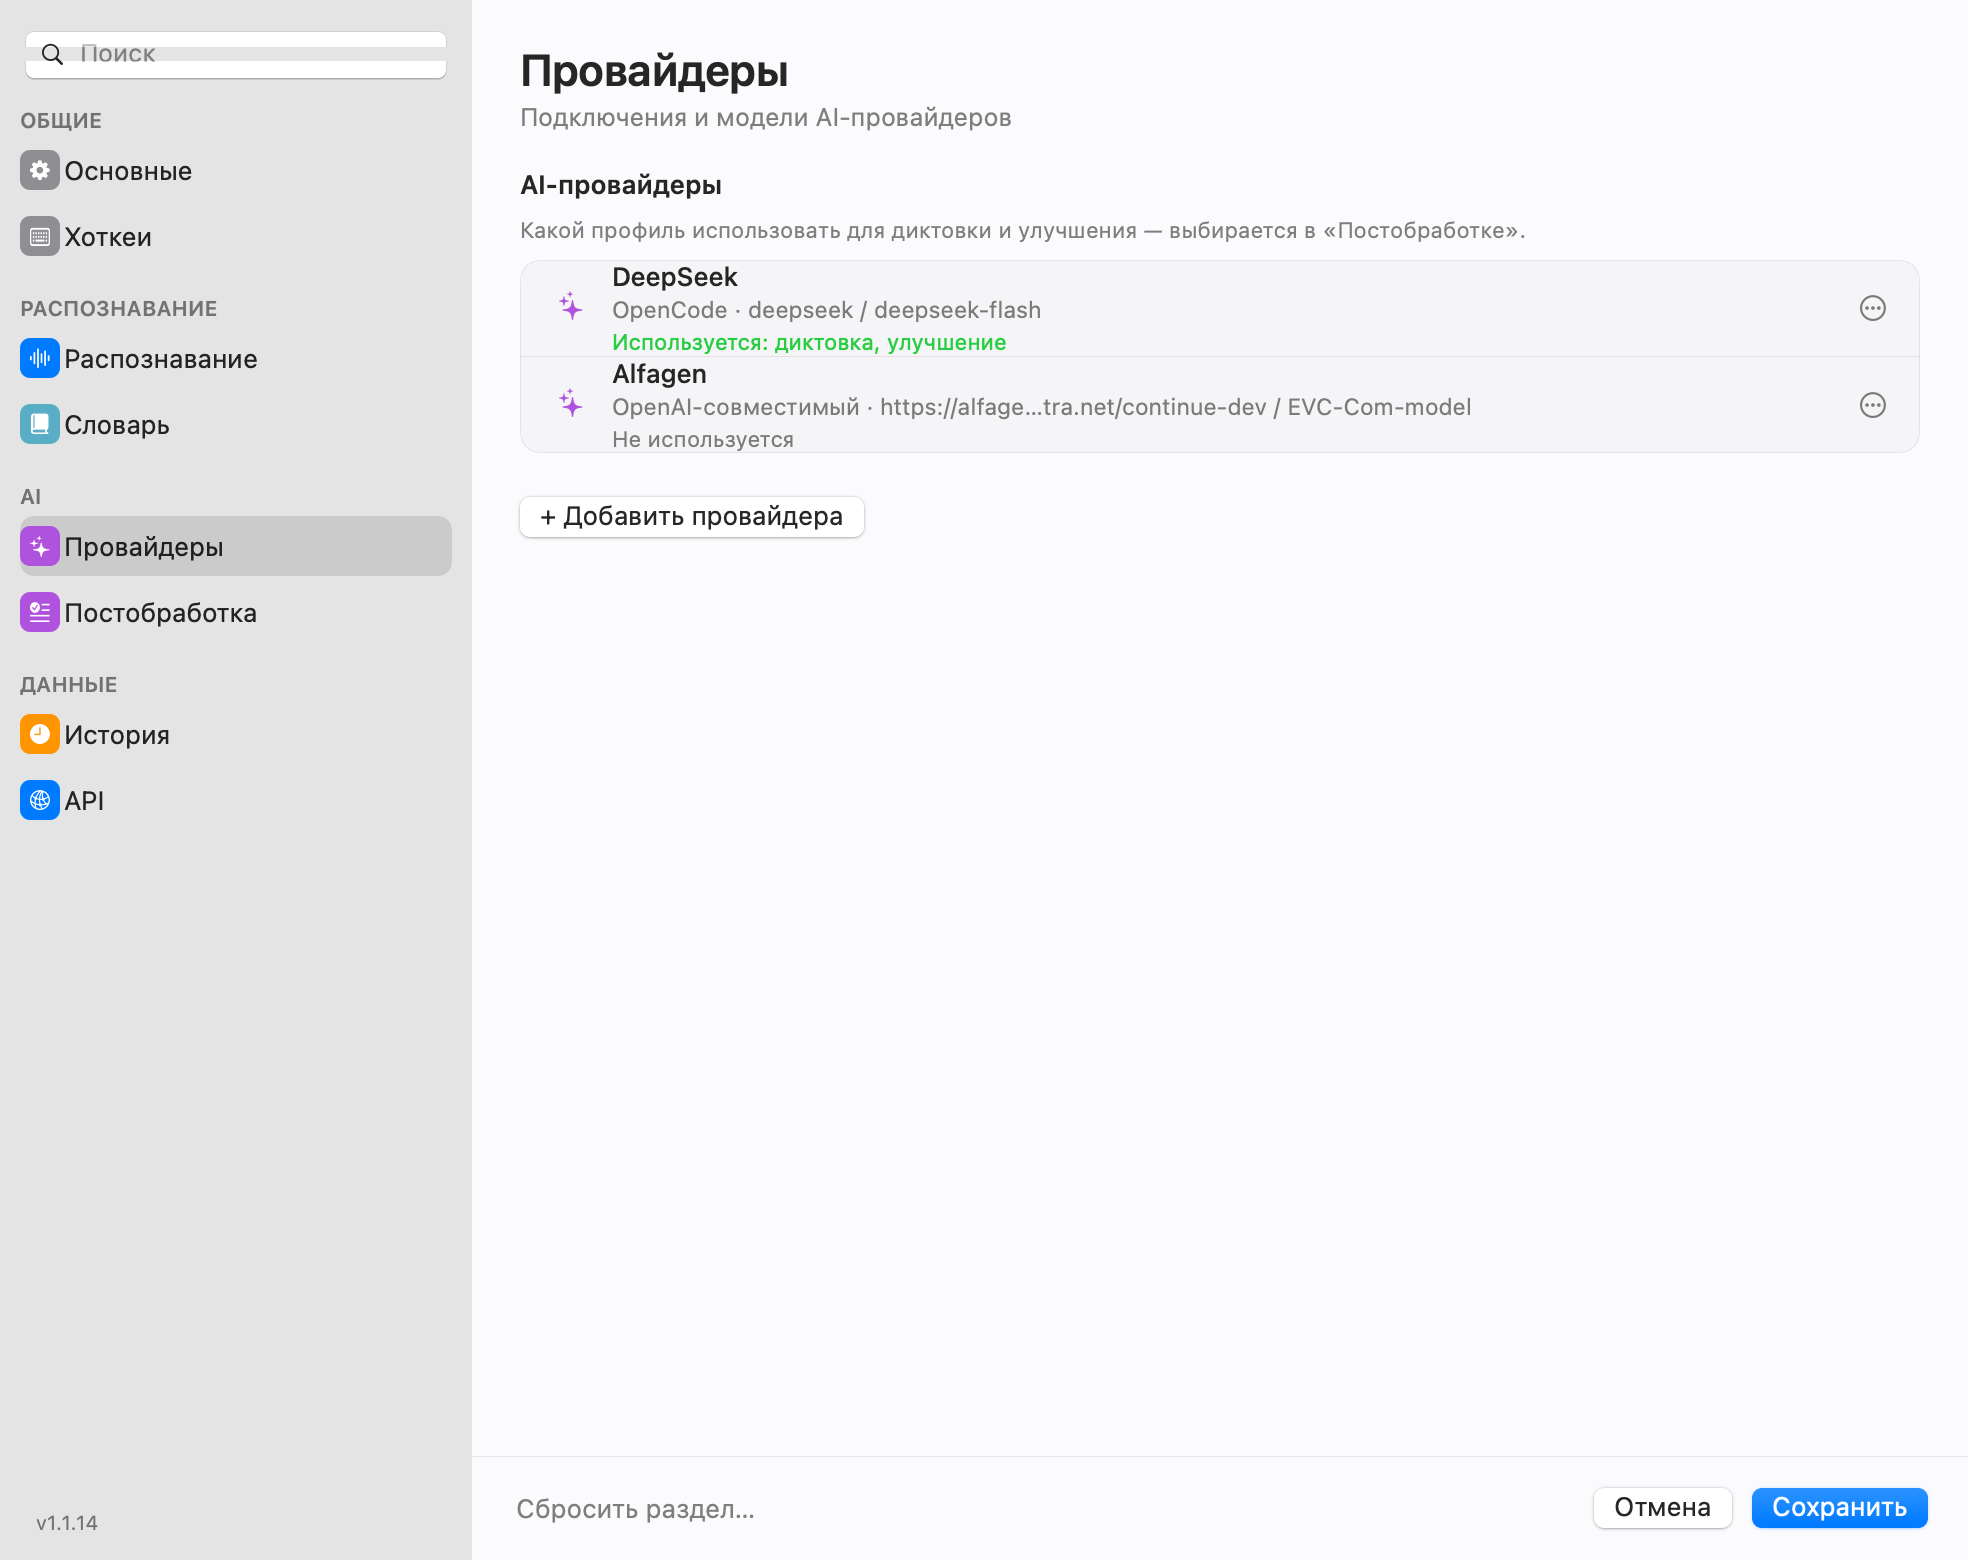 Поиск
ОБЩИЕ
Основные
Хоткеи
РАСПОЗНАВАНИЕ
Распознавание
Словарь
AI
Провайдеры
Постобработка
ДАННЫЕ
История
API
v1.1.14
Провайдеры
Подключения и модели AI-провайдеров
AI-провайдеры
Какой профиль использовать для диктовки и улучшения — выбирается в «Постобработке».
DeepSeek
OpenCode · deepseek / deepseek-flash
Используется: диктовка, улучшение
Alfagen
OpenAI-совместимый · https://alfage...tra.net/continue-dev / EVC-Com-model
Не используется
+ Добавить провайдера
Сбросить раздел...
Отмена
Сохранить